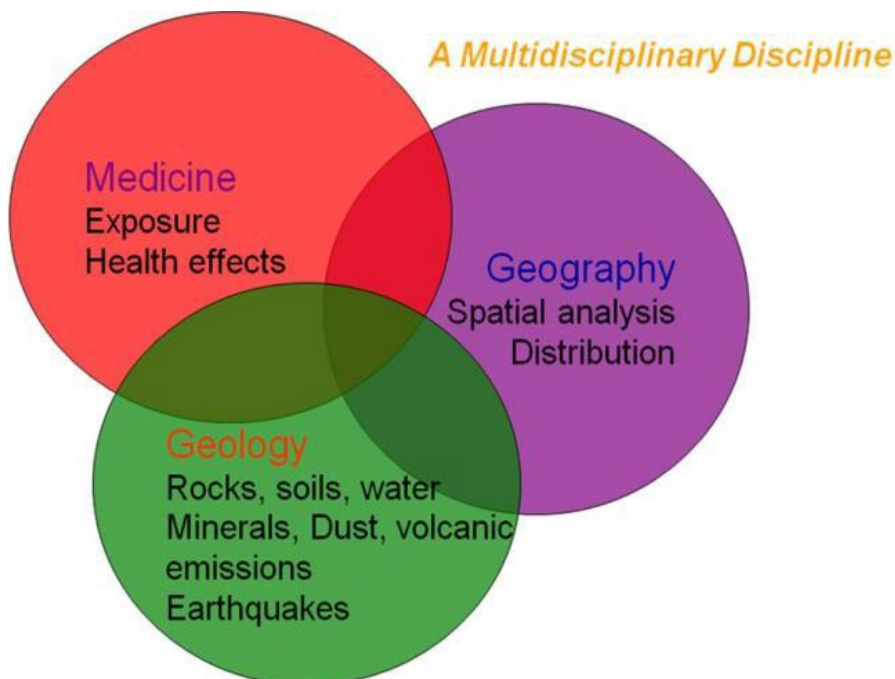 A Multidisciplinary Discipline
Medicine
Exposure
Health effects
Geography
Spatial analysis
Distribution
Geology
Rocks, soils, water
Minerals, Dust, volcanic
emissions
Earthquakes